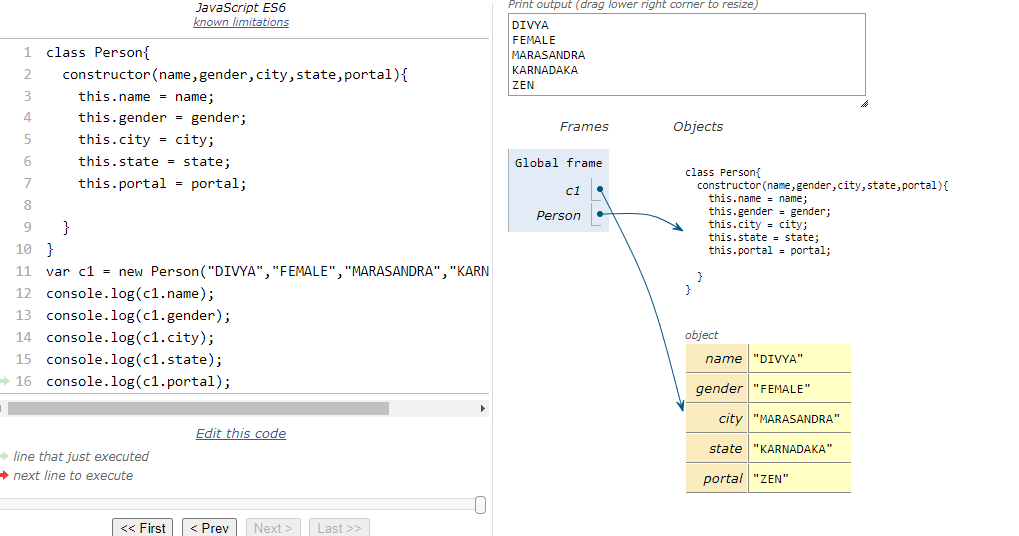 JavaScript ES6
known limitations
1 class Person{
2 constructor(name,gender,city,state,portal){
3 this.name = name;
4 this.gender = gender;
5 this.city = city;
6 this.state = state;
7 this.portal = portal;
8
9 }
10 }
11 var c1 = new Person("DIVYA","FEMALE","MARASANDRA","KARN
12 console.log(c1.name);
13 console.log(c1.gender);
14 console.log(c1.city);
15 console.log(c1.state);
16 console.log(c1.portal);
Edit this code
line that just executed
next line to execute
<< First < Prev Next > Last >>
Print output (drag lower right corner to resize)
DIVYA
FEMALE
MARASANDRA
KARNADAKA
ZEN
Frames Objects
Global frame
c1
Person
class Person{
constructor(name,gender,city,state,portal){
this.name = name;
this.gender = gender;
this.city = city;
this.state = state;
this.portal = portal;
}
}
object
name "DIVYA"
gender "FEMALE"
city "MARASANDRA"
state "KARNADAKA"
portal "ZEN"